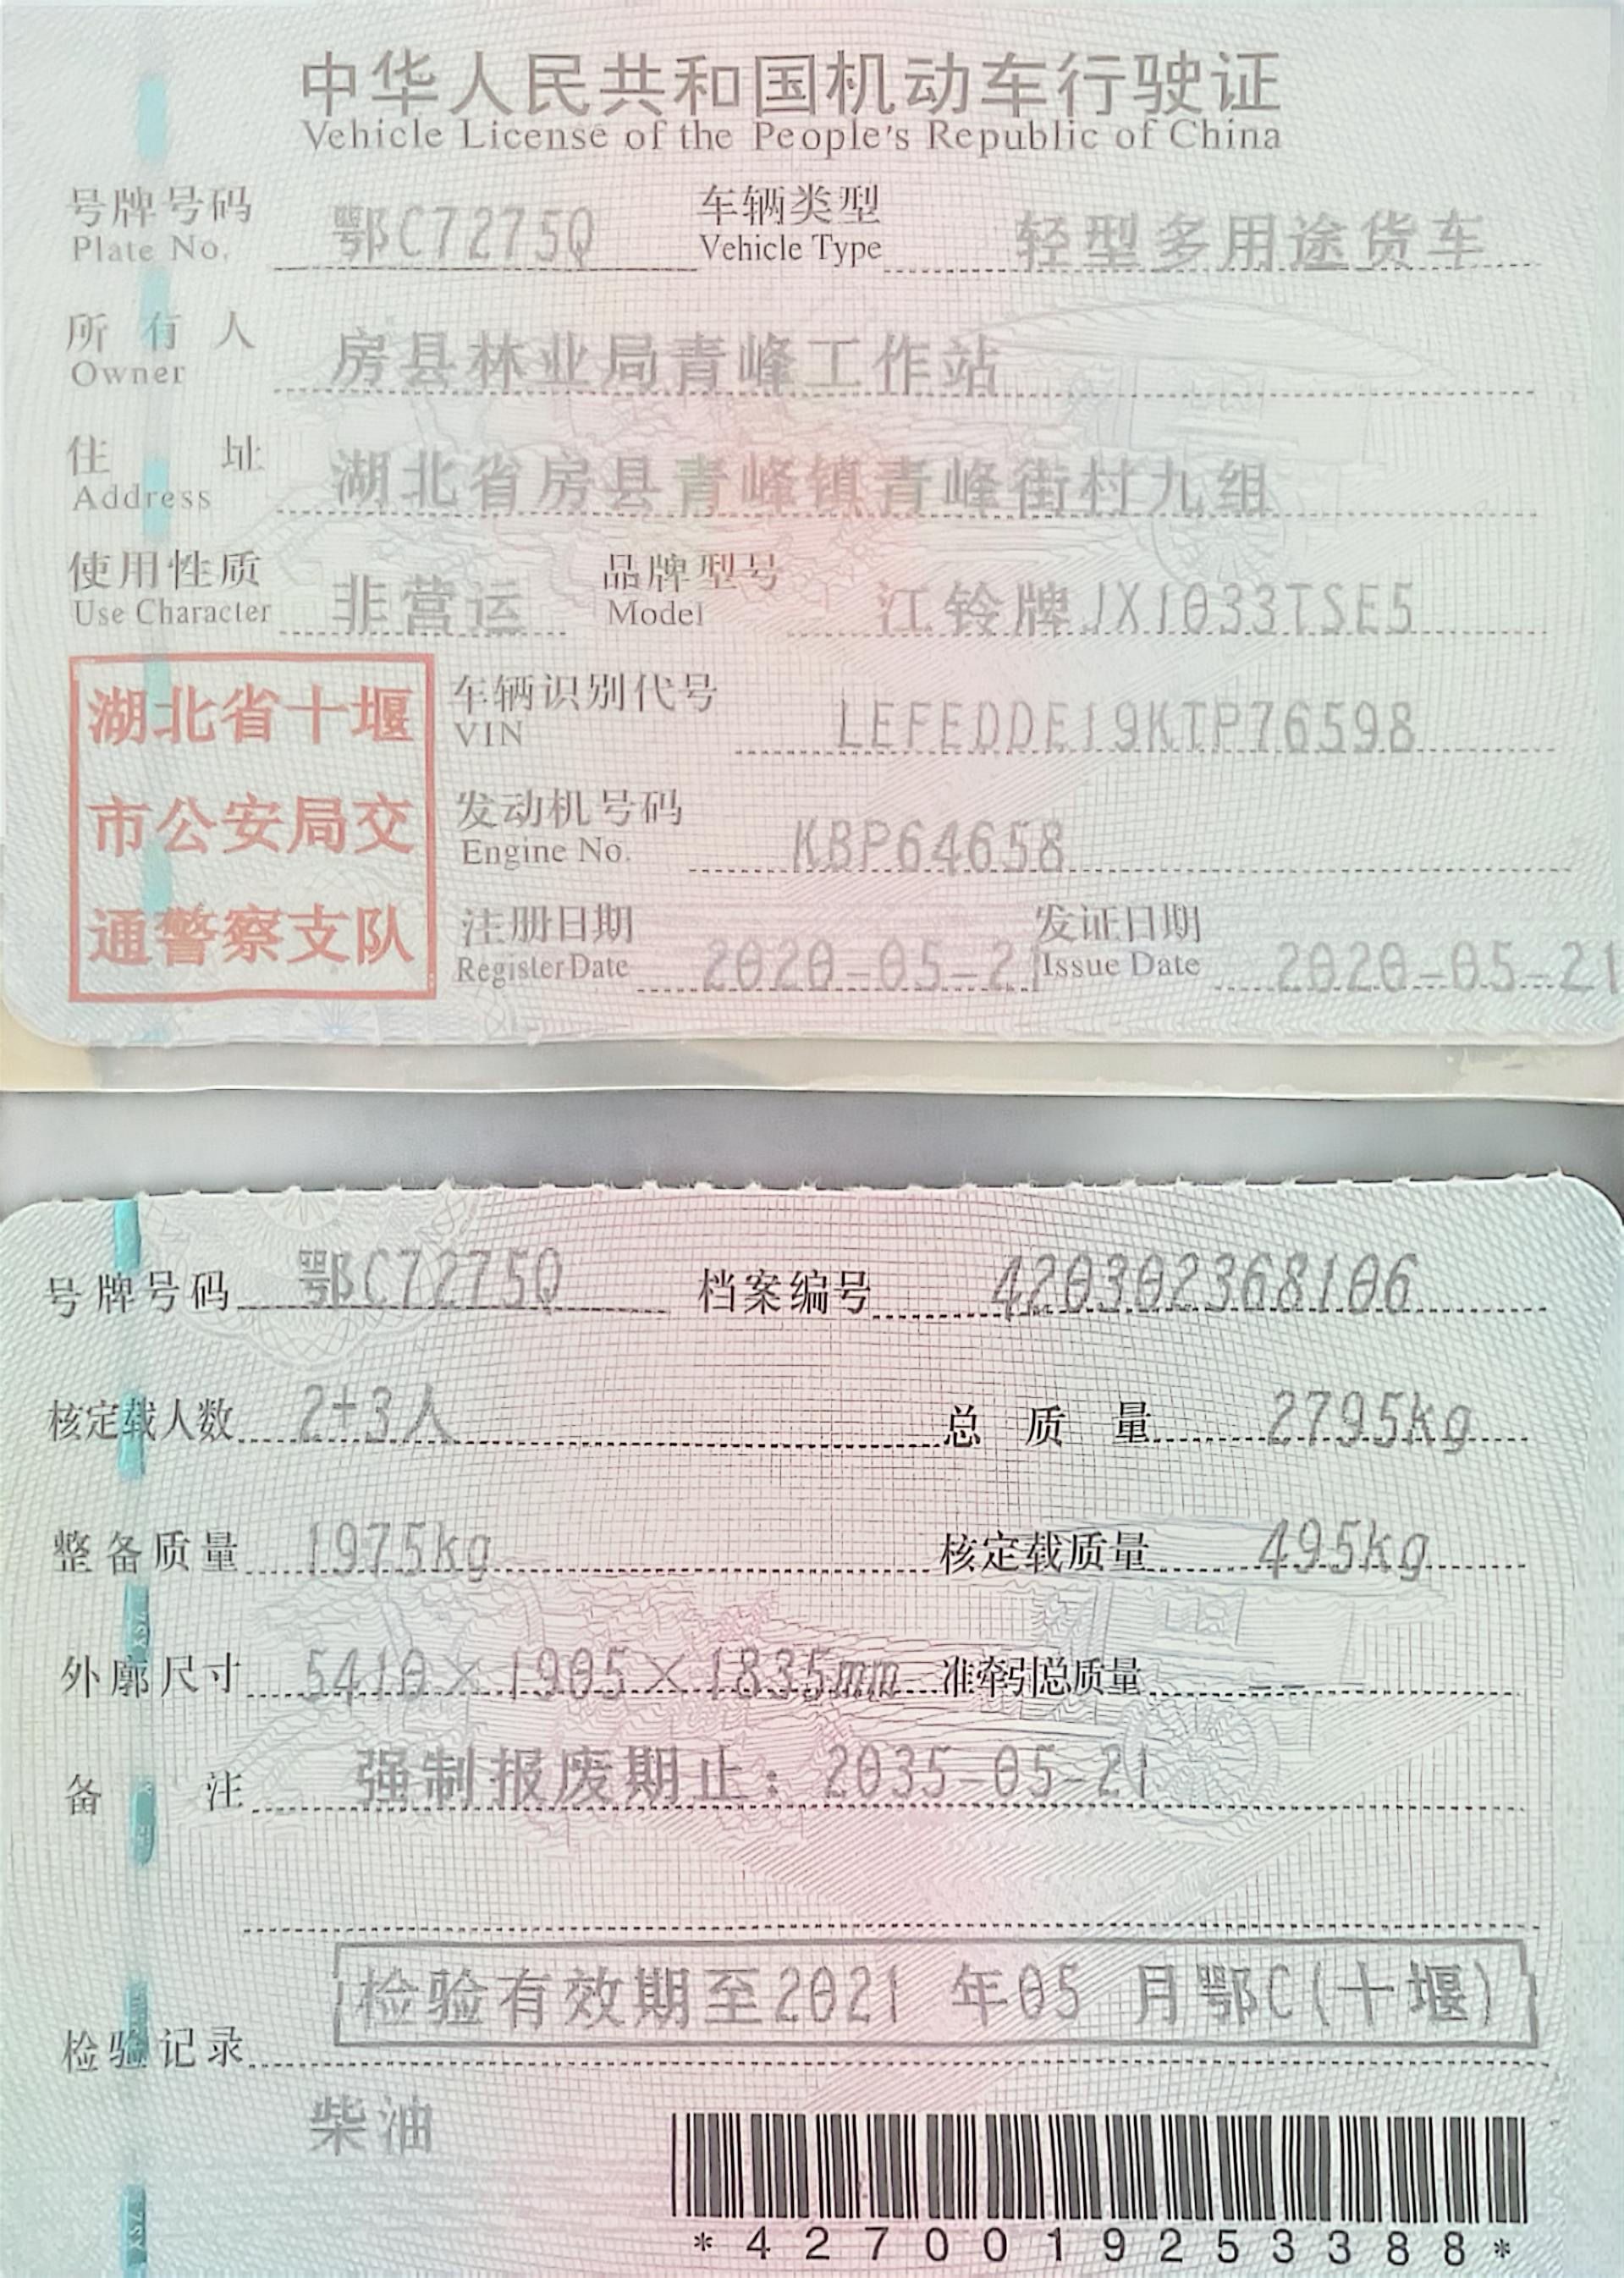 中华人民共和国机动车行驶证
Vehicle License of the People's Republic of China
号牌号码 鄂C7275Q 车辆类型 轻型多用途货车
Plate No. Vehicle Type
所有人 房县林业局青峰工作站
Owner
住址 湖北省房县青峰镇青峰街村九组
Address
使用性质 非营运 品牌型号 江铃牌JX1033TSE5
Use Character Model
湖北省十堰
市公安局交
通警察支队
车辆识别代号 LEFEDDE19KTP76598
VIN
发动机号码 KBP64658
Engine No.
注册日期 2020-05-21 发证日期 2020-05-21
Register Date Issue Date
号牌号码 鄂C7275Q 档案编号 420302368106
核定载人数 2+3人 总质量 2795kg
整备质量 1975kg 核定载质量 495kg
外廓尺寸 5410×1905×1835mm 准牵引总质量 --
备注 强制报废期止：2035-05-21
检验记录 检验有效期至2021 年05 月鄂C(十堰)
柴油
*4270019253388*